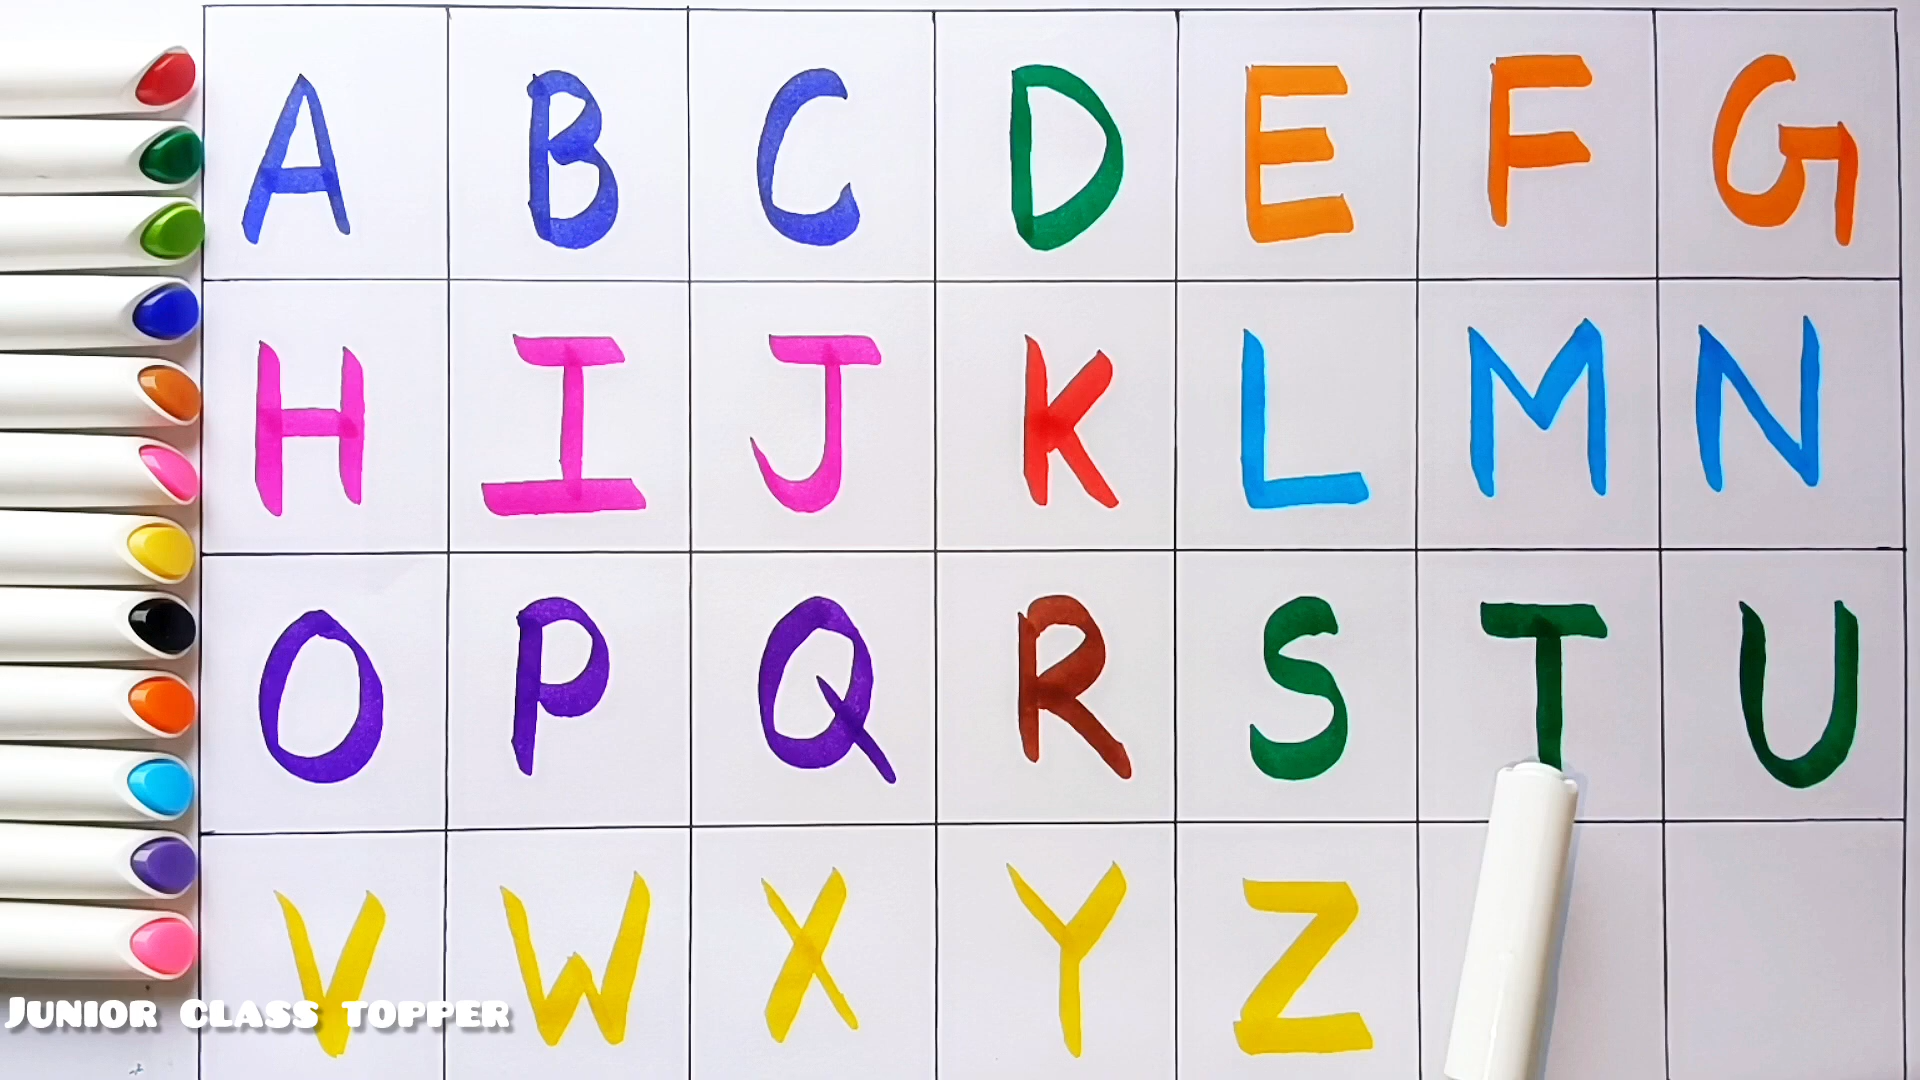 A B C D E F G
H I J K L M N
O P Q R S T U
V W X Y Z
JUNIOR CLASS TOPPER